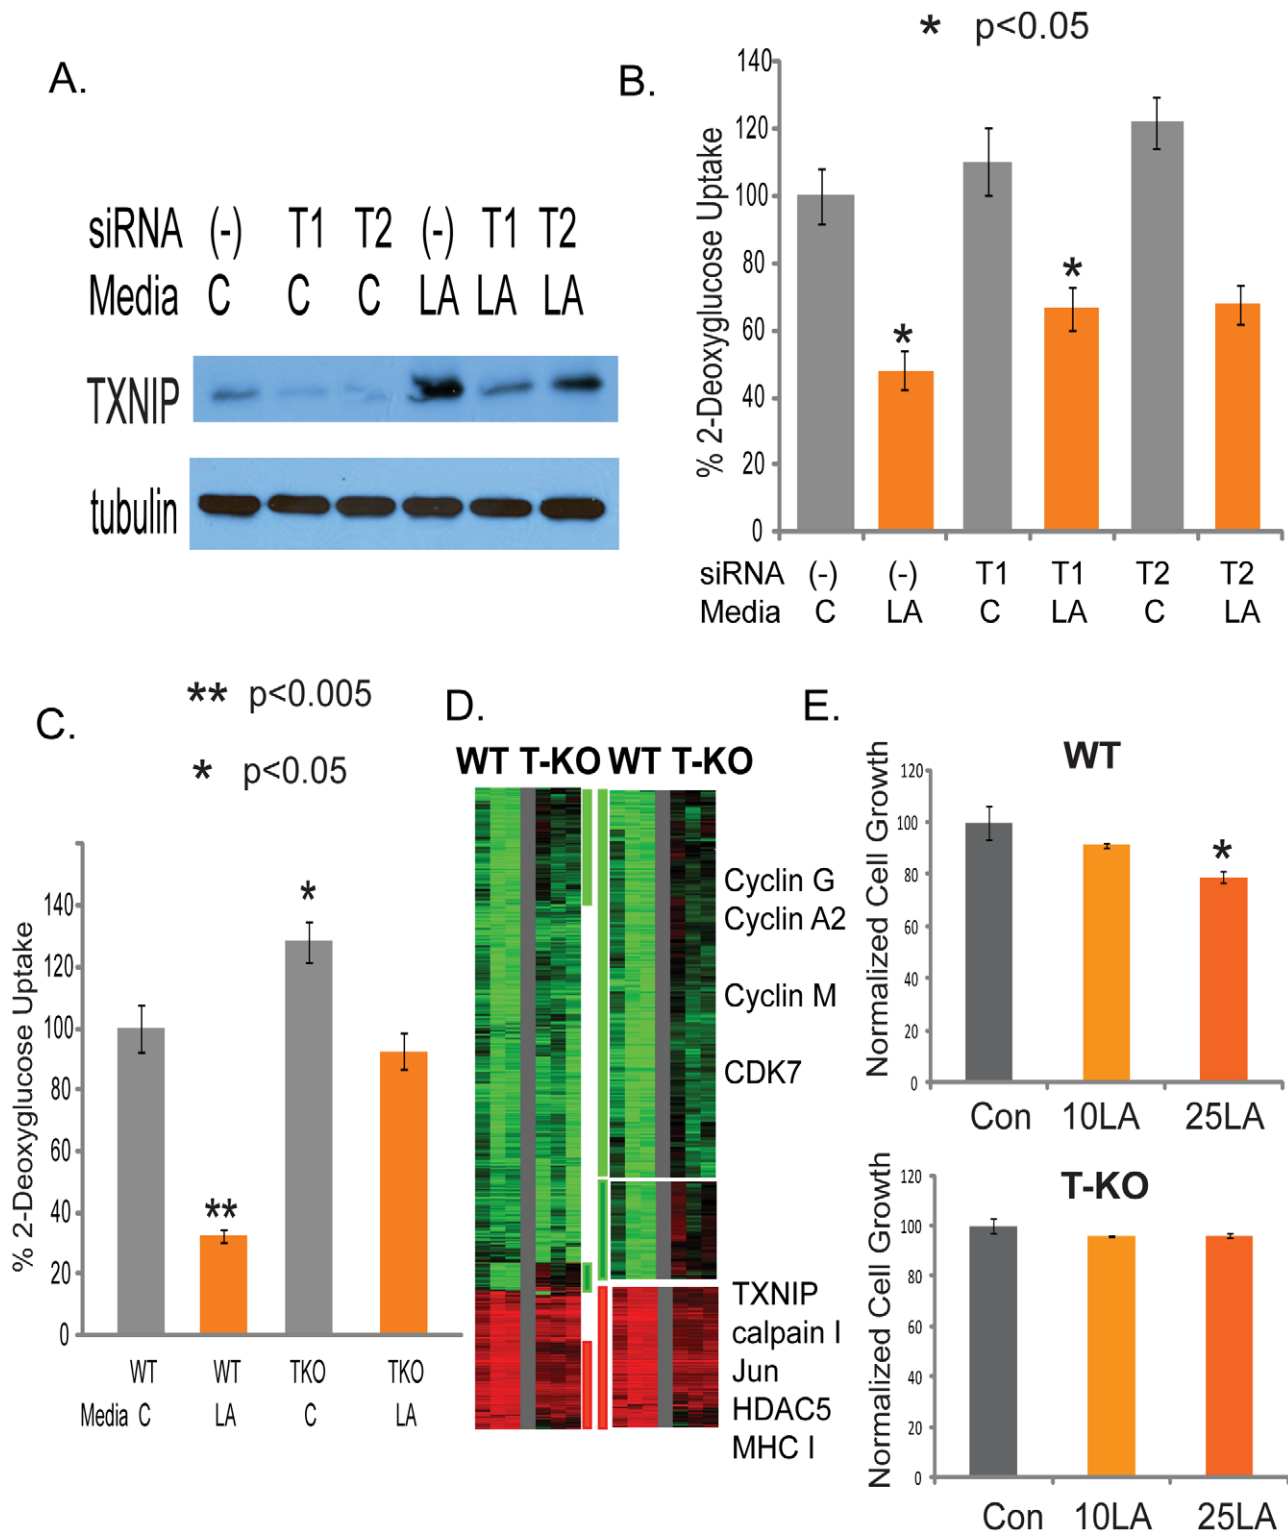 * p<0.05
A.
siRNA (-) T1 T2 (-) T1 T2
Media C C C LA LA LA
TXNIP
tubulin
B.
% 2-Deoxyglucose Uptake
140
120
100
80
60
40
20
0
* * 
siRNA (-) (-) T1 T1 T2 T2
Media C LA C LA C LA
C.
** p<0.005
* p<0.05
% 2-Deoxyglucose Uptake
140
120
100
80
60
40
20
0
** *
WT WT TKO TKO
Media C LA C LA
D.
WT T-KO WT T-KO
Cyclin G
Cyclin A2
Cyclin M
CDK7
TXNIP
calpain I
Jun
HDAC5
MHC I
E.
WT
Normalized Cell Growth
120
100
80
60
40
20
0
*
Con 10LA 25LA
T-KO
Normalized Cell Growth
120
100
80
60
40
20
0
Con 10LA 25LA